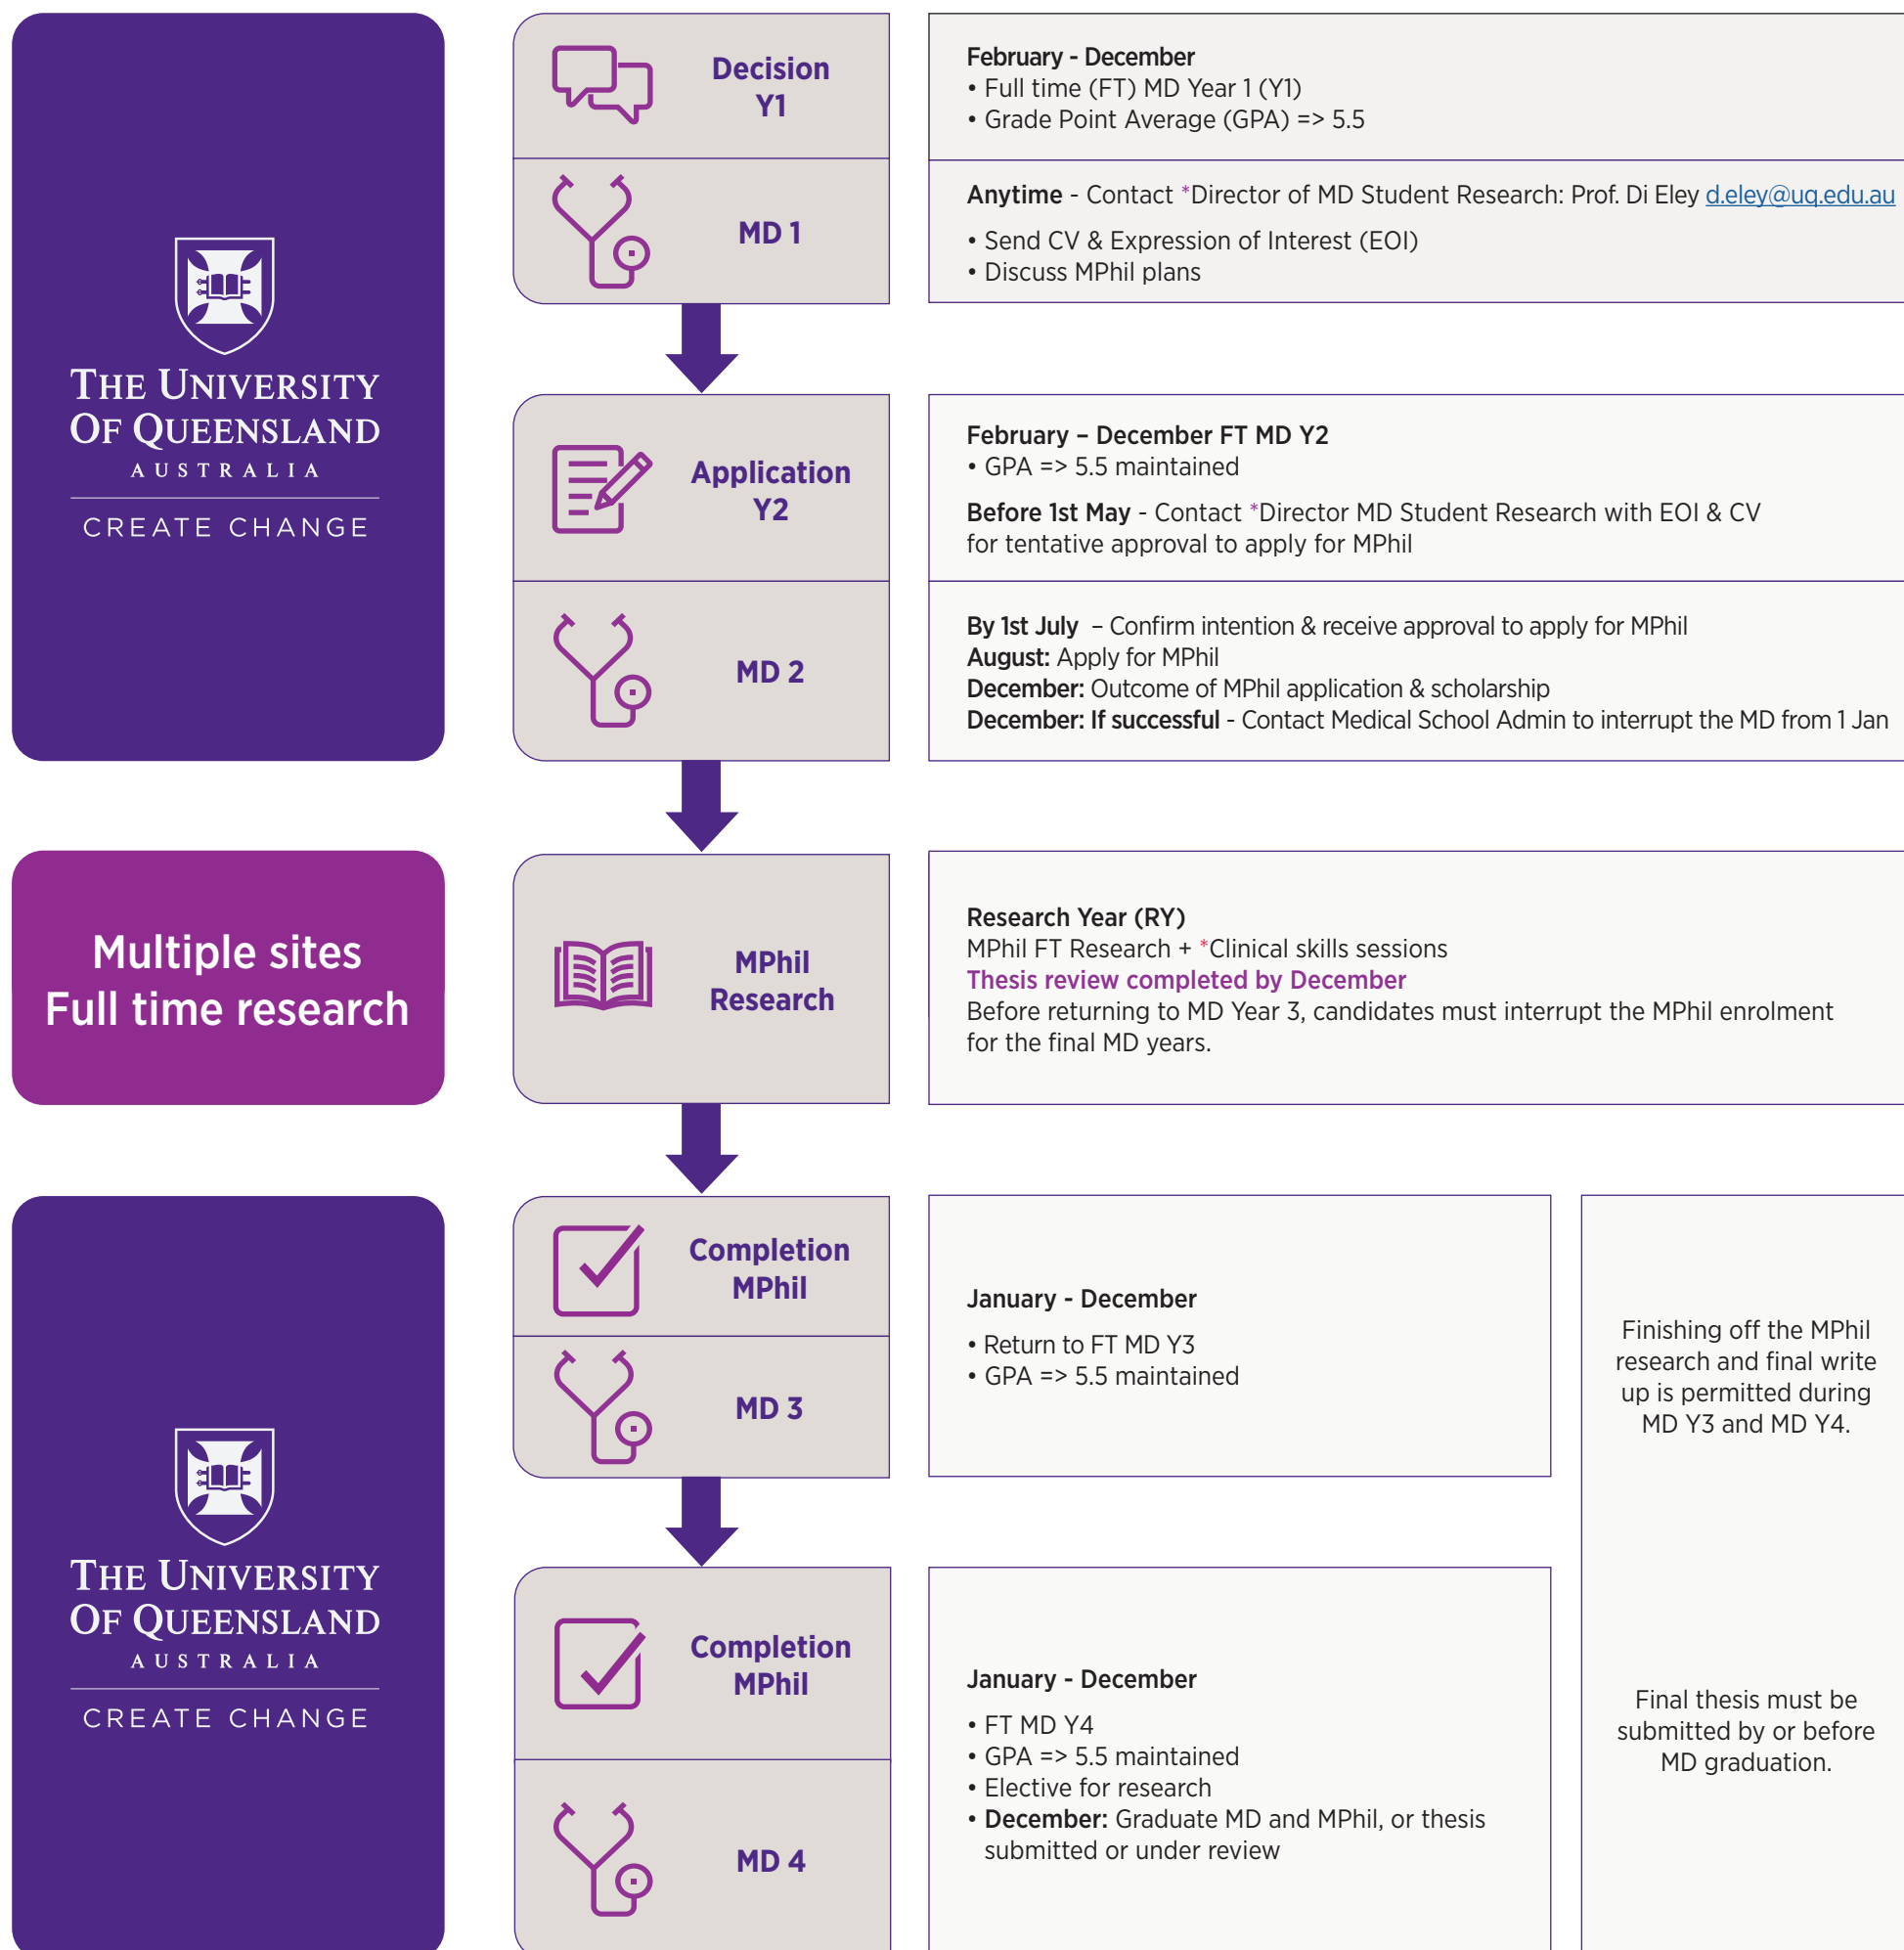 THE UNIVERSITY
OF QUEENSLAND
AUSTRALIA
CREATE CHANGE
Decision
Y1
February - December
• Full time (FT) MD Year 1 (Y1)
• Grade Point Average (GPA) => 5.5
MD 1
Anytime - Contact *Director of MD Student Research: Prof. Di Eley d.eley@uq.edu.au
• Send CV & Expression of Interest (EOI)
• Discuss MPhil plans
Application
Y2
February – December FT MD Y2
• GPA => 5.5 maintained
Before 1st May - Contact *Director MD Student Research with EOI & CV
for tentative approval to apply for MPhil
MD 2
By 1st July – Confirm intention & receive approval to apply for MPhil
August: Apply for MPhil
December: Outcome of MPhil application & scholarship
December: If successful - Contact Medical School Admin to interrupt the MD from 1 Jan
Multiple sites
Full time research
MPhil
Research
Research Year (RY)
MPhil FT Research + *Clinical skills sessions
Thesis review completed by December
Before returning to MD Year 3, candidates must interrupt the MPhil enrolment
for the final MD years.
THE UNIVERSITY
OF QUEENSLAND
AUSTRALIA
CREATE CHANGE
Completion
MPhil
MD 3
January - December
• Return to FT MD Y3
• GPA => 5.5 maintained
Finishing off the MPhil
research and final write
up is permitted during
MD Y3 and MD Y4.
Completion
MPhil
MD 4
January - December
• FT MD Y4
• GPA => 5.5 maintained
• Elective for research
• December: Graduate MD and MPhil, or thesis
submitted or under review
Final thesis must be
submitted by or before
MD graduation.